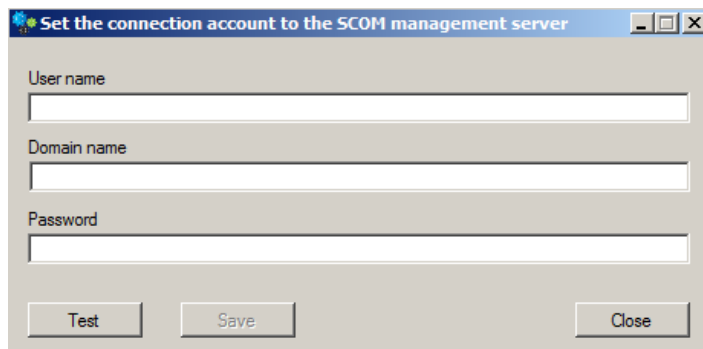 Set the connection account to the SCOM management server
User name
Domain name
Password
Test Save Close